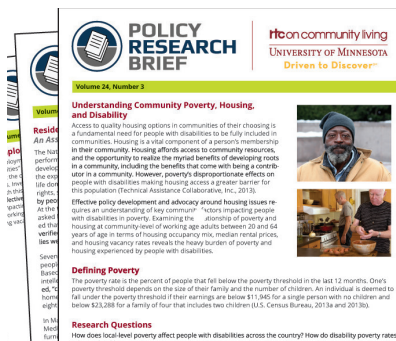 POLICY
RESEARCH
BRIEF
rtc on community living
UNIVERSITY OF MINNESOTA
Driven to Discover
Volume 24, Number 3
Understanding Community Poverty, Housing,
and Disability
Access to quality housing options in communities of their choosing is
a fundamental need for people with disabilities to be fully included in
communities. Housing is a vital component of a person's membership
in their community. Housing affords access to community resources,
and the opportunity to realize the myriad benefits of developing roots
in a community, including the benefits that come with being a contrib-
utor in a community. However, poverty's disproportionate effects on
people with disabilities making housing access a greater barrier for
this population (Technical Assistance Collaborative, Inc., 2013).
Effective policy development and advocacy around housing issues re-
quires an understanding of key communi ctors impacting people
with disabilities in poverty. Examining the ationship of poverty and
housing at community-level of working age adults between 20 and 64
years of age in terms of housing occupancy mix, median rental prices,
and housing vacancy rates reveals the heavy burden of poverty and
housing experienced by people with disabilities.
Defining Poverty
The poverty rate is the percent of people that fell below the poverty threshold in the last 12 months. One's
poverty threshold depends on the size of their family and the number of children. An individual is deemed to
fall under the poverty threshold if their earnings are below $11,945 for a single person with no children and
below $23,288 for a family of four that includes two children (U.S. Census Bureau, 2013a and 2013b).
Research Questions
How does local-level poverty affect people with disabilities across the country? How do disability poverty rates